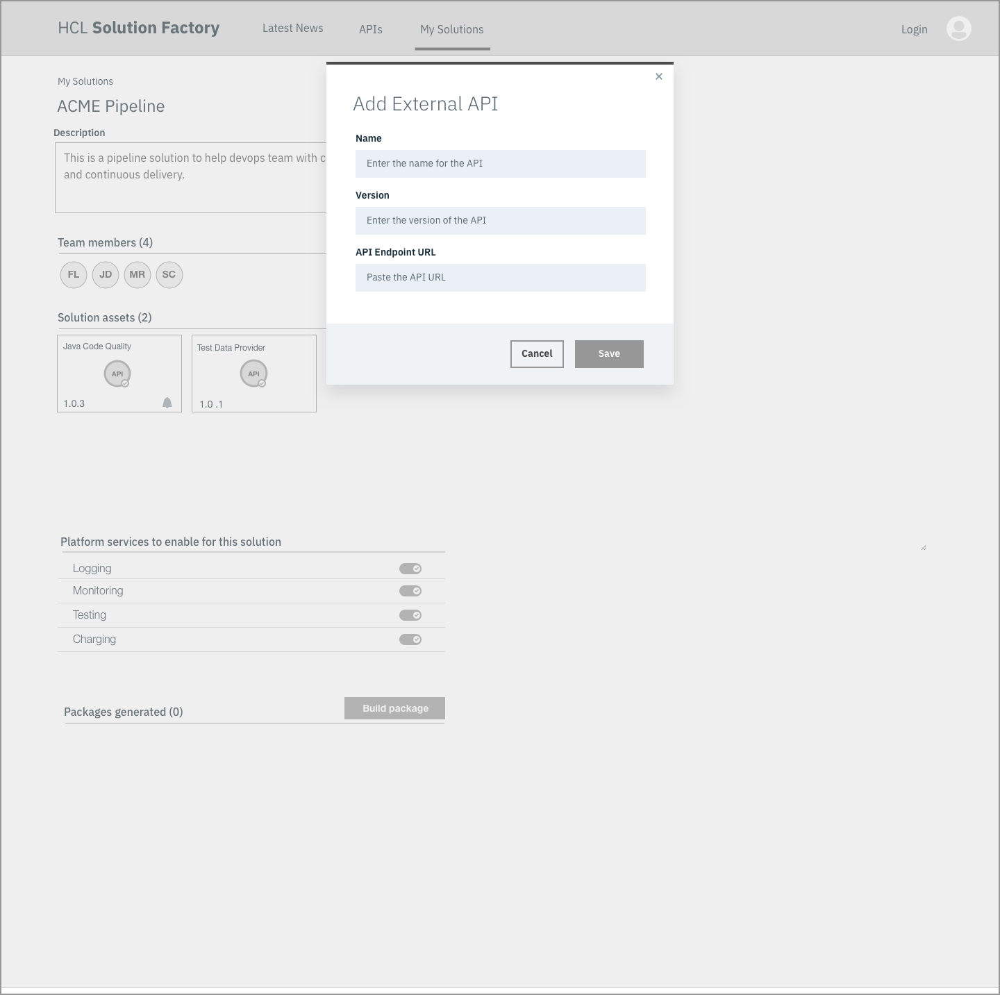 HCL Solution Factory
Latest News
APIs
My Solutions
Login
My Solutions
ACME Pipeline
Description
This is a pipeline solution to help devops team with
and continuous delivery.
Team members (4)
FL
JD
MR
SC
Solution assets (2)
Java Code Quality
API
1.0.3
Test Data Provider
API
1.0 .1
Add External API
Name
Enter the name for the API
Version
Enter the version of the API
API Endpoint URL
Paste the API URL
Cancel
Save
Platform services to enable for this solution
Logging
Monitoring
Testing
Charging
Packages generated (0)
Build package